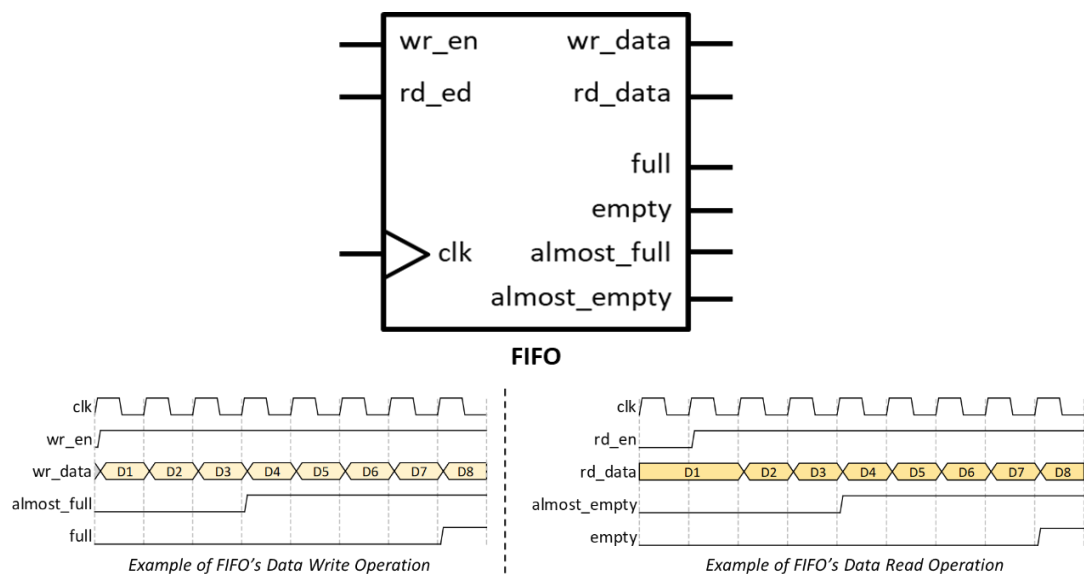 wr_en wr_data
rd_ed rd_data
full
empty
clk almost_full
almost_empty
FIFO
clk
wr_en
wr_data D1 D2 D3 D4 D5 D6 D7 D8
almost_full
full
Example of FIFO's Data Write Operation
clk
rd_en
rd_data D1 D2 D3 D4 D5 D6 D7 D8
almost_empty
empty
Example of FIFO's Data Read Operation